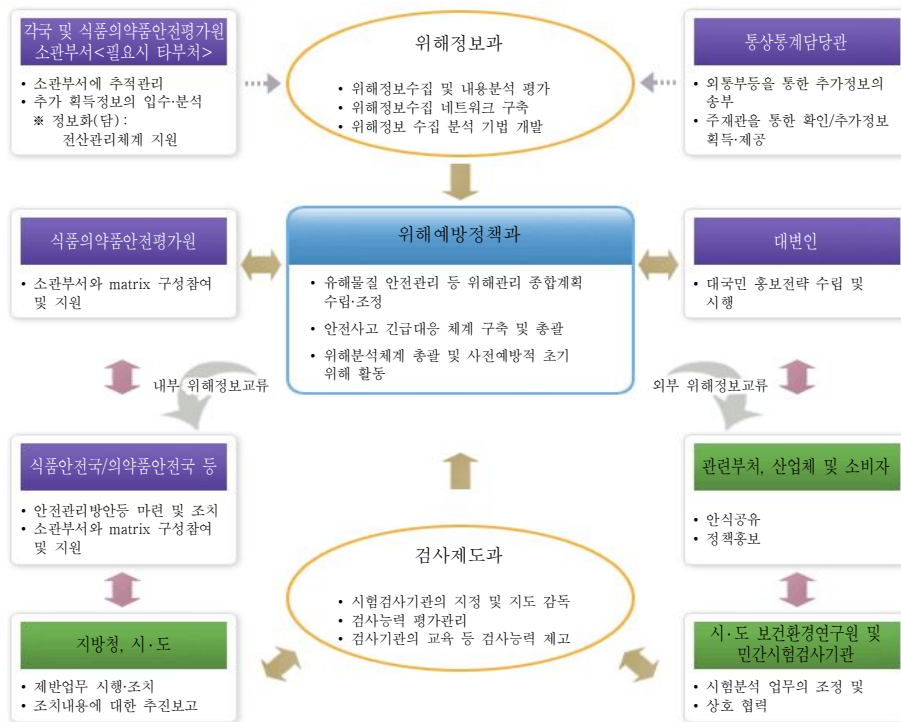 각국 및 식품의약품안전평가원
소관부서<필요시 타부처>
• 소관부서에 추적관리
• 추가 획득정보의 입수·분석
※ 정보화(담):
전산관리체계 지원
위해정보과
• 위해정보수집 및 내용분석 평가
• 위해정보수집 네트워크 구축
• 위해정보 수집 분석 기법 개발
통상통계담당관
• 외통부등을 통한 추가정보의
송부
• 주재관을 통한 확인/추가정보
획득·제공
식품의약품안전평가원
• 소관부서와 matrix 구성참여
및 지원
위해예방정책과
• 유해물질 안전관리 등 위해관리 종합계획
수립·조정
• 안전사고 긴급대응 체계 구축 및 총괄
• 위해분석체계 총괄 및 사전예방적 초기
위해 활동
대변인
• 대국민 홍보전략 수립 및
시행
내부 위해정보교류
외부 위해정보교류
식품안전국/의약품안전국 등
• 안전관리방안등 마련 및 조치
• 소관부서와 matrix 구성참여
및 지원
관련부처, 산업체 및 소비자
• 안식공유
• 정책홍보
검사제도과
• 시험검사기관의 지정 및 지도 감독
• 검사능력 평가관리
• 검사기관의 교육 등 검사능력 제고
지방청, 시·도
• 제반업무 시행·조치
• 조치내용에 대한 추진보고
시·도 보건환경연구원 및
민간시험검사기관
• 시험분석 업무의 조정 및
• 상호 협력